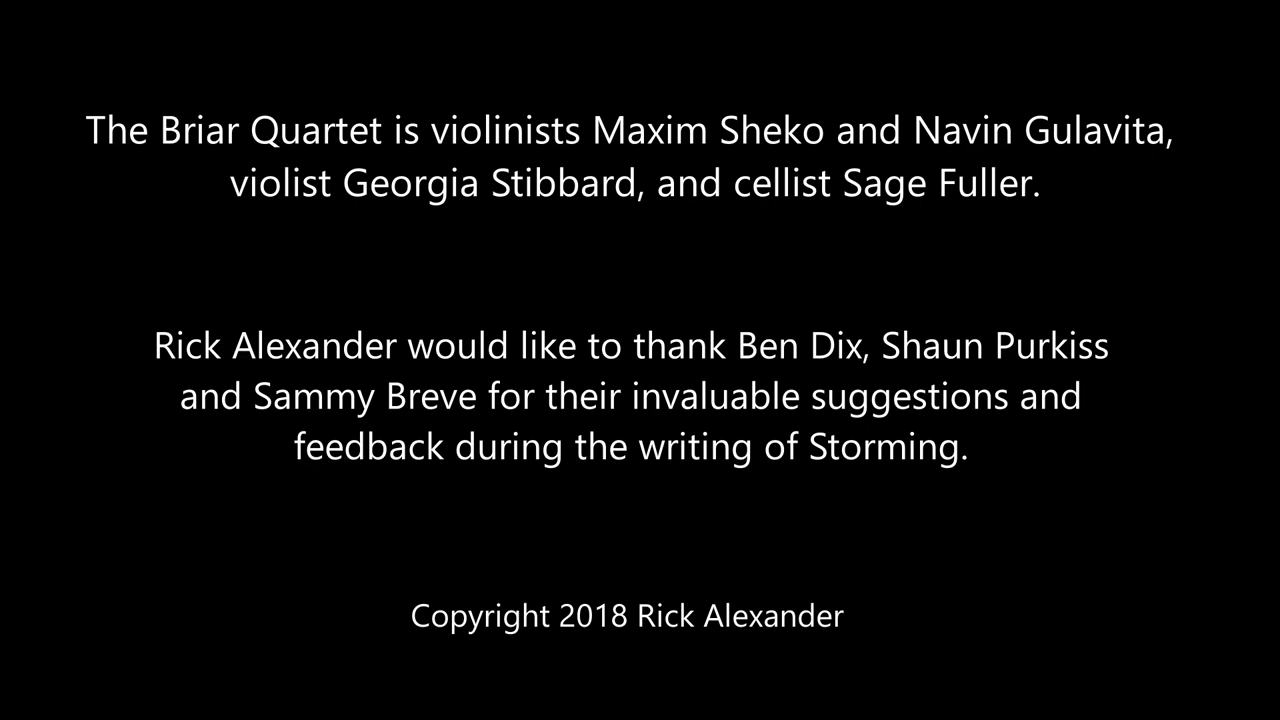 The Briar Quartet is violinists Maxim Sheko and Navin Gulavita,
violist Georgia Stibbard, and cellist Sage Fuller.
Rick Alexander would like to thank Ben Dix, Shaun Purkiss
and Sammy Breve for their invaluable suggestions and
feedback during the writing of Storming.
Copyright 2018 Rick Alexander